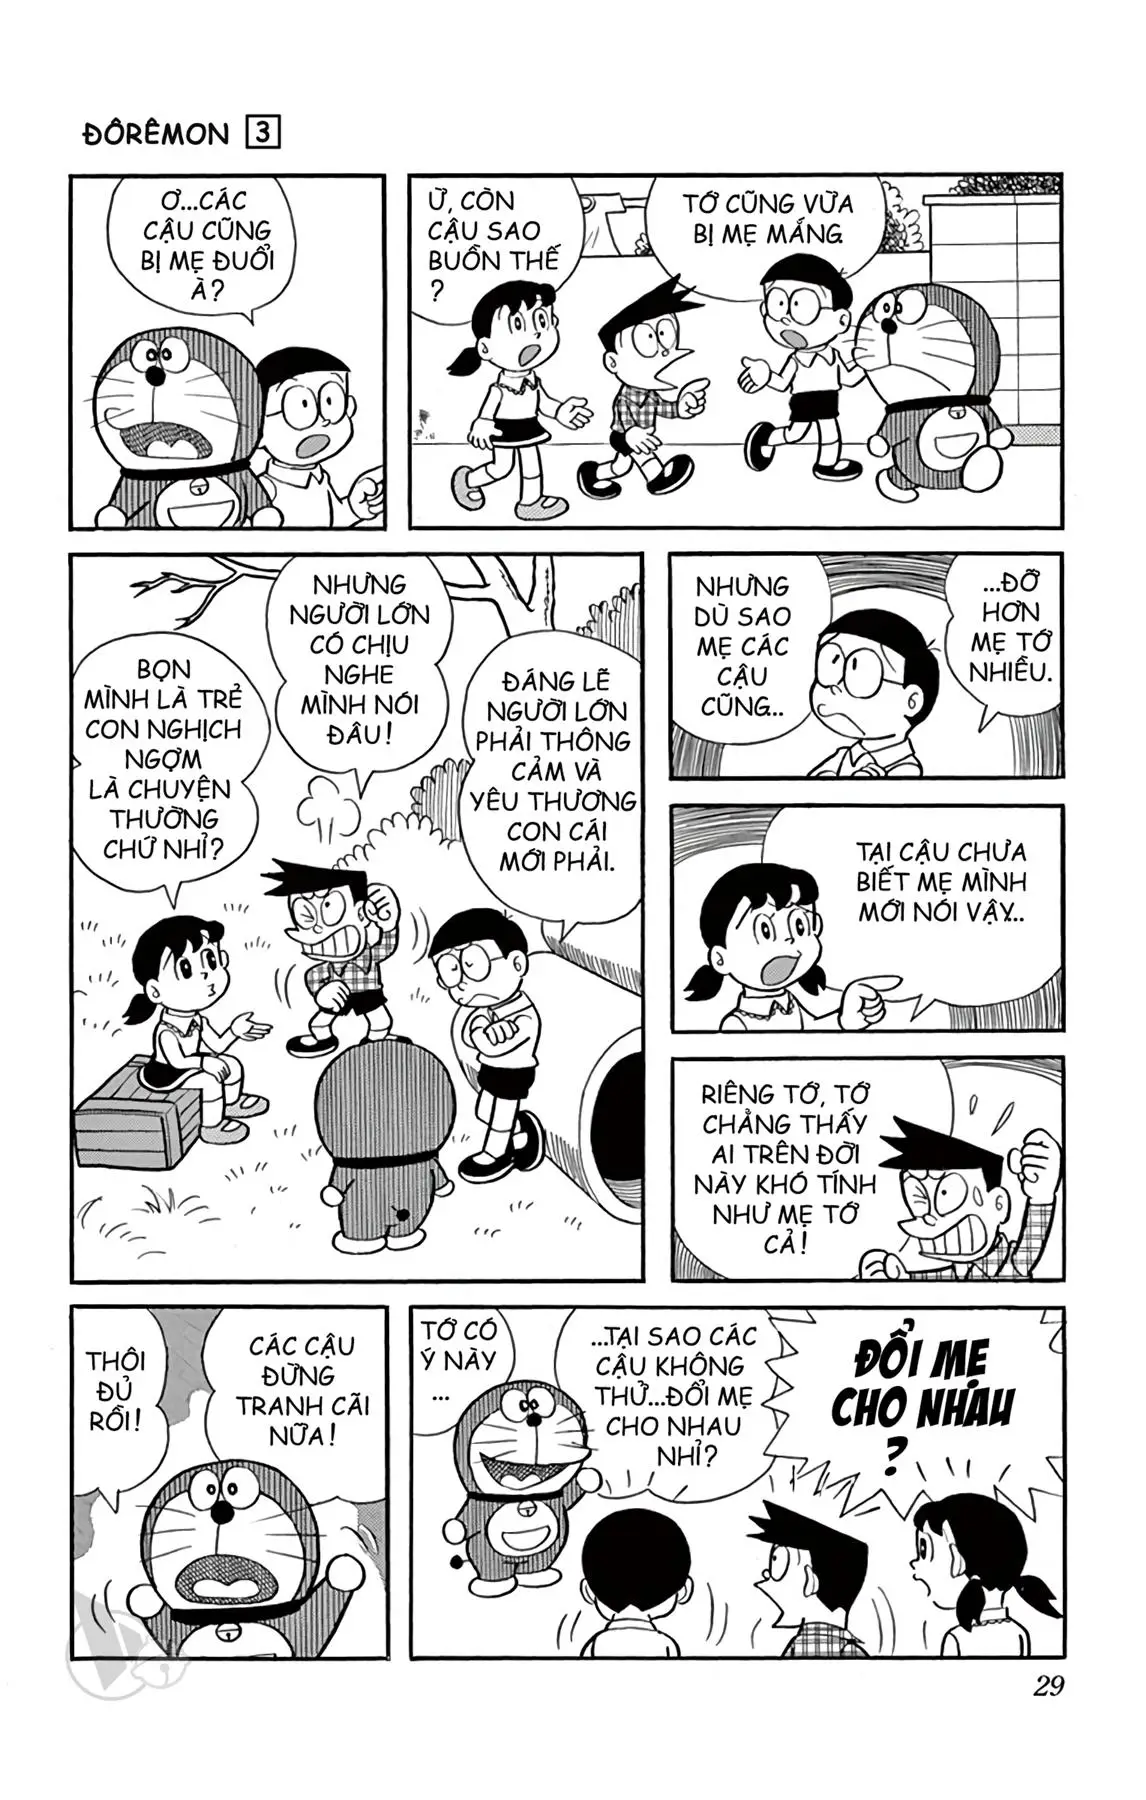 ĐÔRÊMON 3
Ơ...CÁC
CẬU CŨNG
BỊ MẸ ĐUỔI
À?
Ừ, CÒN
CẬU SAO
BUỒN THẾ
?
TỚ CŨNG VỪA
BỊ MẸ MẮNG.
BỌN
MÌNH LÀ TRẺ
CON NGHỊCH
NGỢM
LÀ CHUYỆN
THƯỜNG
CHỨ NHỈ?
NHƯNG
NGƯỜI LỚN
CÓ CHỊU
NGHE
MÌNH NÓI
ĐÂU!
ĐÁNG LẼ
NGƯỜI LỚN
PHẢI THÔNG
CẢM VÀ
YÊU THƯƠNG
CON CÁI
MỚI PHẢI.
NHƯNG
DÙ SAO
MẸ CÁC
CẬU
CŨNG...
...ĐỠ
HƠN
MẸ TỚ
NHIỀU.
TẠI CẬU CHƯA
BIẾT MẸ MÌNH
MỚI NÓI VẬY...
RIÊNG TỚ, TỚ
CHẲNG THẤY
AI TRÊN ĐỜI
NÀY KHÓ TÍNH
NHƯ MẸ TỚ
CẢ!
THÔI
ĐỦ
RỒI!
CÁC CẬU
ĐỪNG
TRANH CÃI
NỮA!
TỚ CÓ
Ý NÀY
...
...TẠI SAO CÁC
CẬU KHÔNG
THỬ...ĐỔI MẸ
CHO NHAU
NHỈ?
ĐỔI MẸ
CHO NHAU
?
29